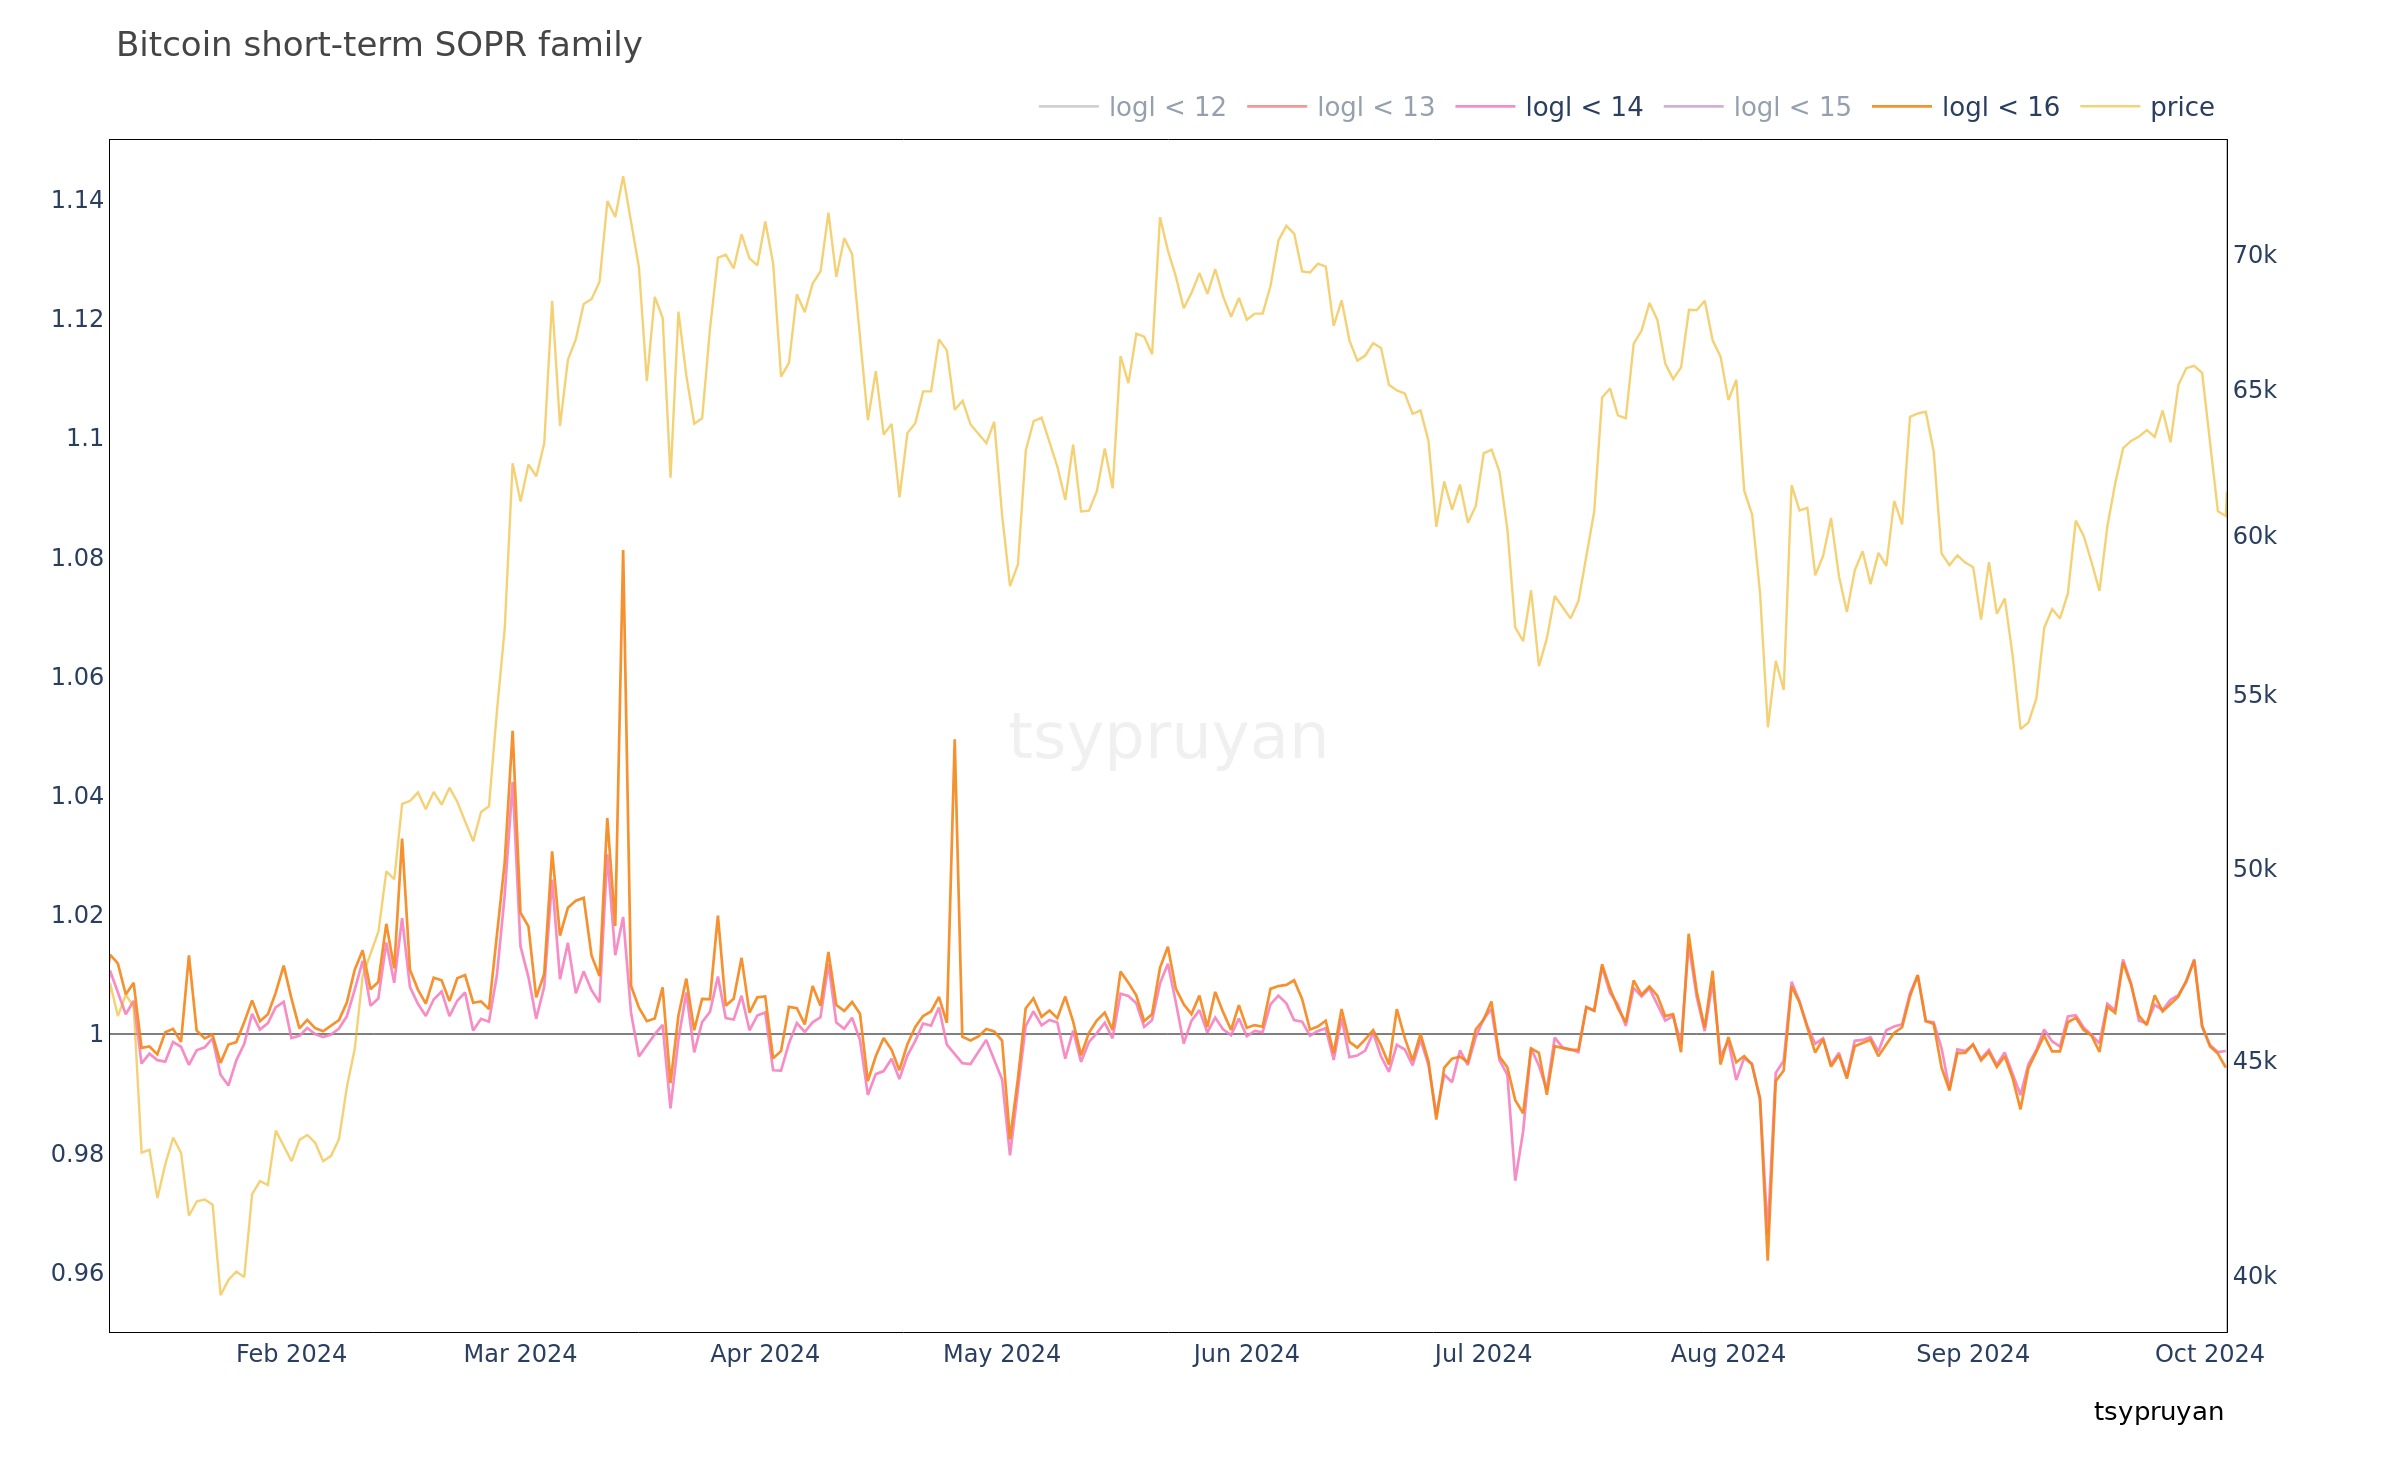 Bitcoin short-term SOPR family
logl < 12 logl < 13 logl < 14 logl < 15 logl < 16 price
1.14
1.12
1.1
1.08
1.06
1.04
1.02
1
0.98
0.96
70k
65k
60k
55k
50k
45k
40k
tsypruyan
Feb 2024 Mar 2024 Apr 2024 May 2024 Jun 2024 Jul 2024 Aug 2024 Sep 2024 Oct 2024
tsypruyan